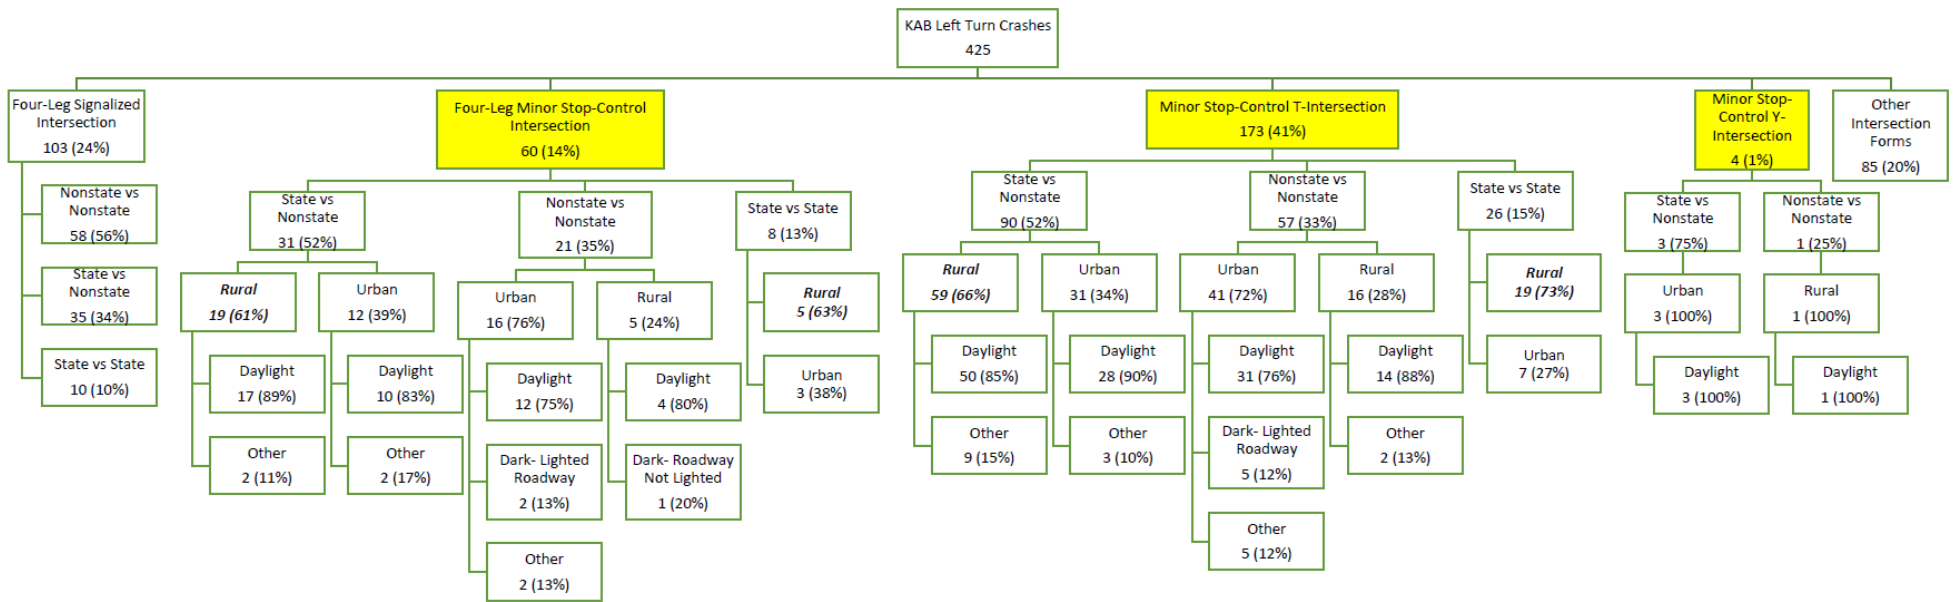 KAB Left Turn Crashes
425
Four-Leg Signalized
Intersection
103 (24%)
Nonstate vs
Nonstate
58 (56%)
State vs
Nonstate
35 (34%)
State vs State
10 (10%)
Four-Leg Minor Stop-Control
Intersection
60 (14%)
State vs
Nonstate
31 (52%)
Rural
19 (61%)
Daylight
17 (89%)
Other
2 (11%)
Urban
12 (39%)
Daylight
10 (83%)
Other
2 (17%)
Nonstate vs
Nonstate
21 (35%)
Urban
16 (76%)
Daylight
12 (75%)
Dark- Lighted
Roadway
2 (13%)
Other
2 (13%)
Rural
5 (24%)
Daylight
4 (80%)
Dark- Roadway
Not Lighted
1 (20%)
State vs State
8 (13%)
Rural
5 (63%)
Urban
3 (38%)
Minor Stop-Control T-Intersection
173 (41%)
State vs
Nonstate
90 (52%)
Rural
59 (66%)
Daylight
50 (85%)
Other
9 (15%)
Urban
31 (34%)
Daylight
28 (90%)
Other
3 (10%)
Nonstate vs
Nonstate
57 (33%)
Urban
41 (72%)
Daylight
31 (76%)
Dark- Lighted
Roadway
5 (12%)
Other
5 (12%)
Rural
16 (28%)
Daylight
14 (88%)
Other
2 (13%)
State vs State
26 (15%)
Rural
19 (73%)
Urban
7 (27%)
Minor Stop-
Control Y-
Intersection
4 (1%)
State vs
Nonstate
3 (75%)
Urban
3 (100%)
Daylight
3 (100%)
Nonstate vs
Nonstate
1 (25%)
Rural
1 (100%)
Daylight
1 (100%)
Other
Intersection
Forms
85 (20%)